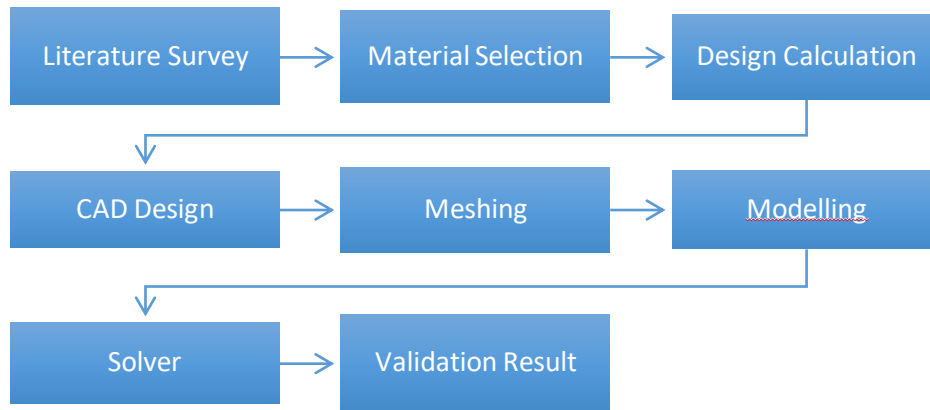 Literature Survey
Material Selection
Design Calculation
CAD Design
Meshing
Modelling
Solver
Validation Result